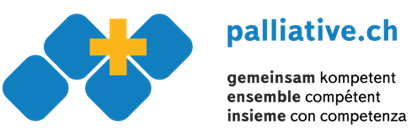 palliative.ch
gemeinsam kompetent
ensemble compétent
insieme con competenza